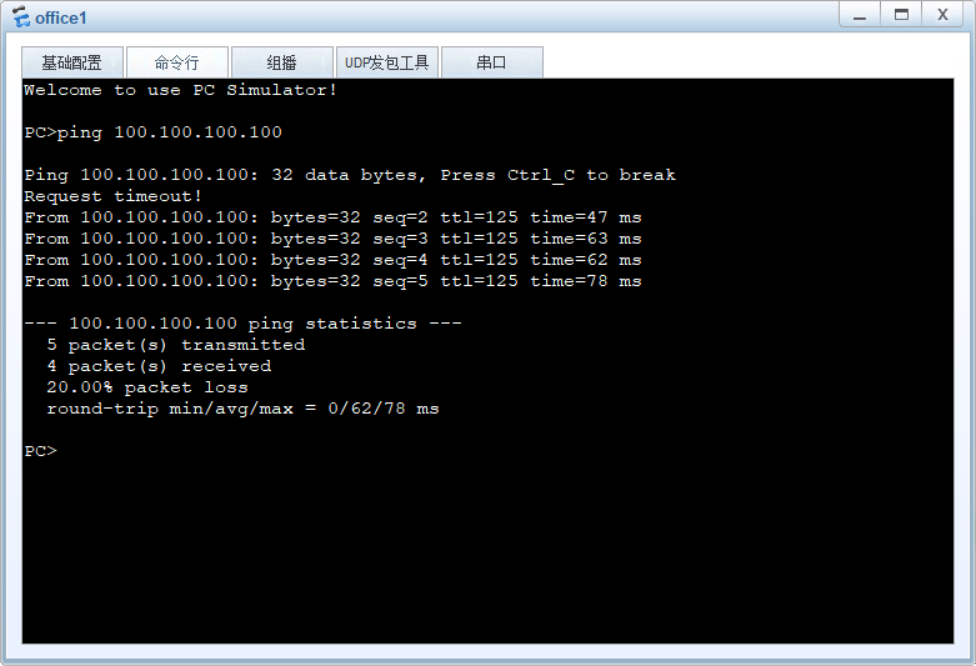 office1
基础配置 命令行 组播 UDP发包工具 串口
Welcome to use PC Simulator!
PC>ping 100.100.100.100
Ping 100.100.100.100: 32 data bytes, Press Ctrl_C to break
Request timeout!
From 100.100.100.100: bytes=32 seq=2 ttl=125 time=47 ms
From 100.100.100.100: bytes=32 seq=3 ttl=125 time=63 ms
From 100.100.100.100: bytes=32 seq=4 ttl=125 time=62 ms
From 100.100.100.100: bytes=32 seq=5 ttl=125 time=78 ms
--- 100.100.100.100 ping statistics ---
5 packet(s) transmitted
4 packet(s) received
20.00% packet loss
round-trip min/avg/max = 0/62/78 ms
PC>